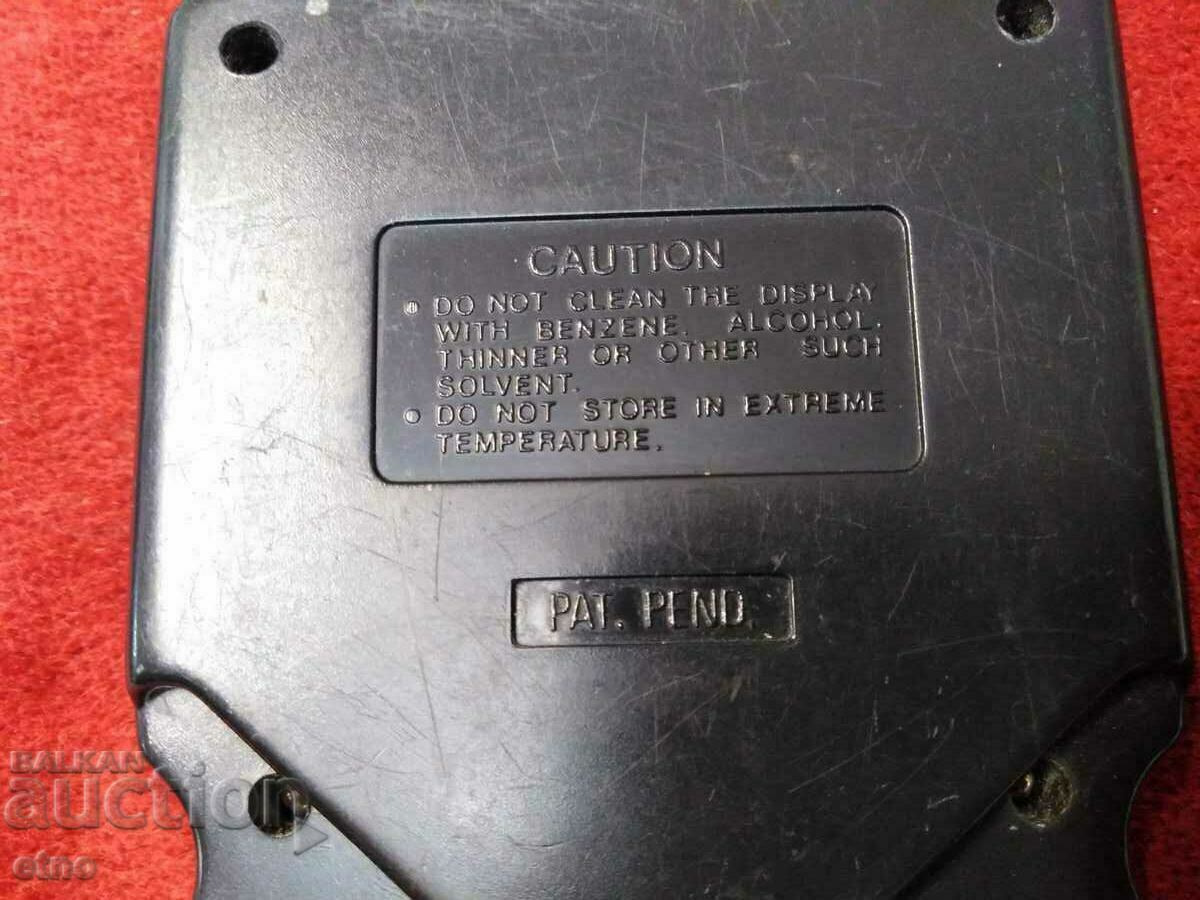 CAUTION
DO NOT CLEAN THE DISPLAY
WITH BENZENE. ALCOHOL.
THINNER OR OTHER SUCH
SOLVENT.
DO NOT STORE IN EXTREME
TEMPERATURE.
PAT. PEND.
BALKAN
auction
etno